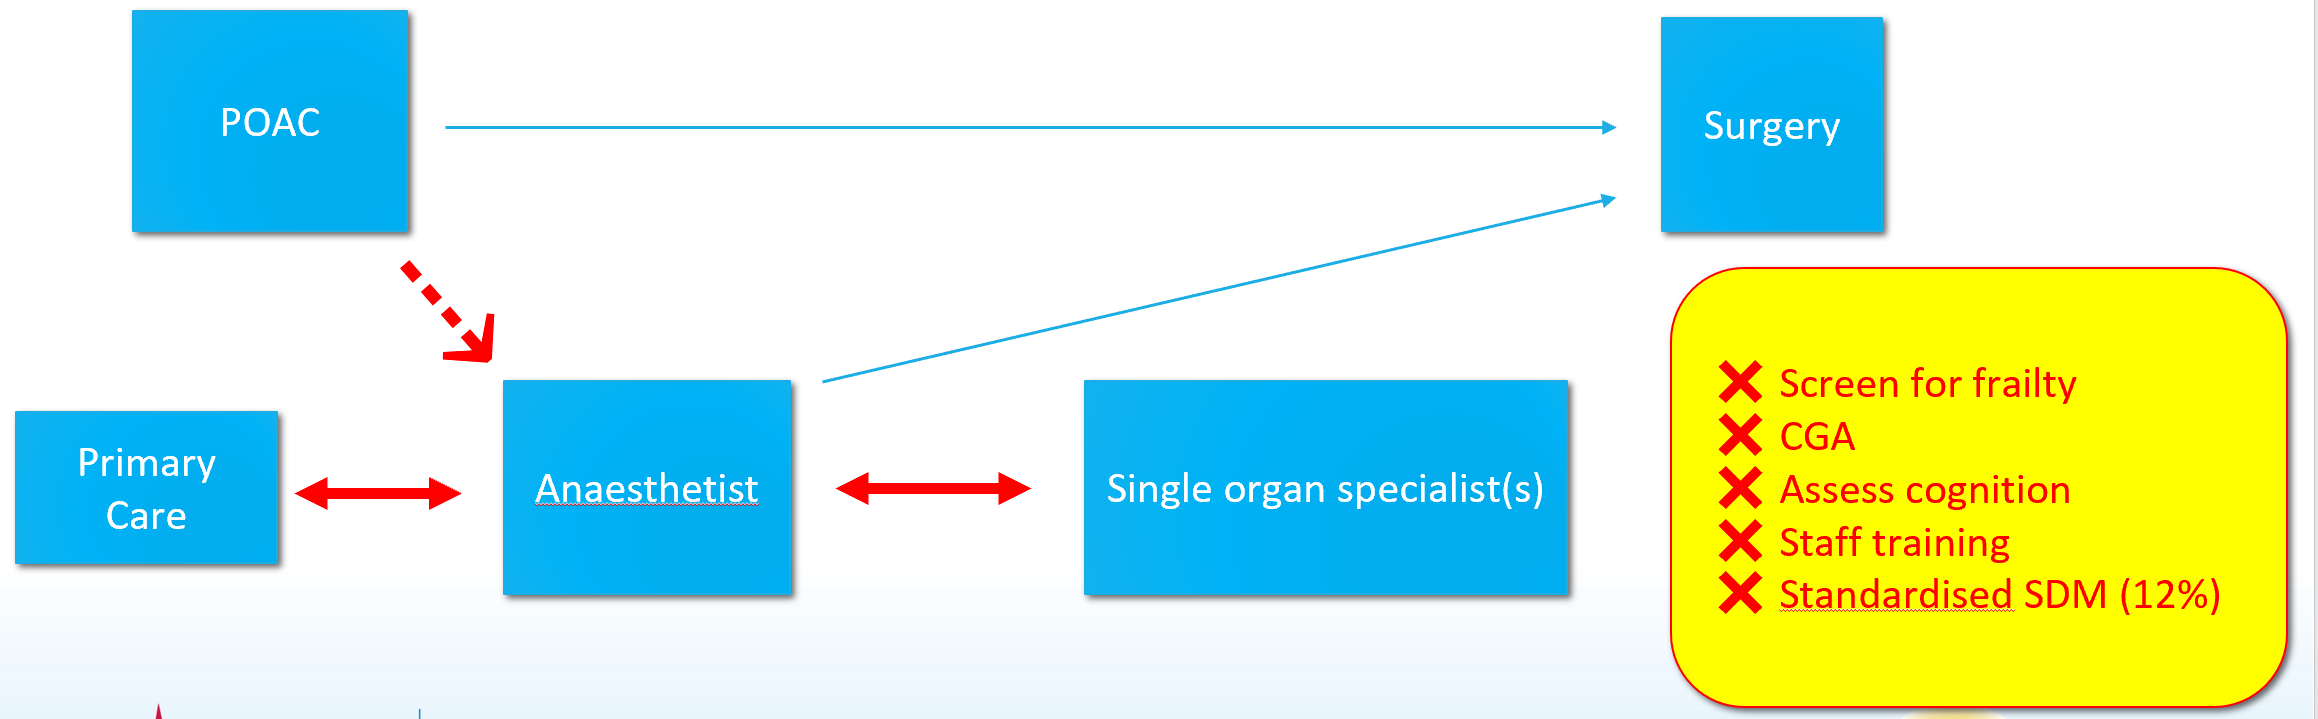 POAC
Surgery
Primary
Care
Anaesthetist
Single organ specialist(s)
Screen for frailty
CGA
Assess cognition
Staff training
Standardised SDM (12%)